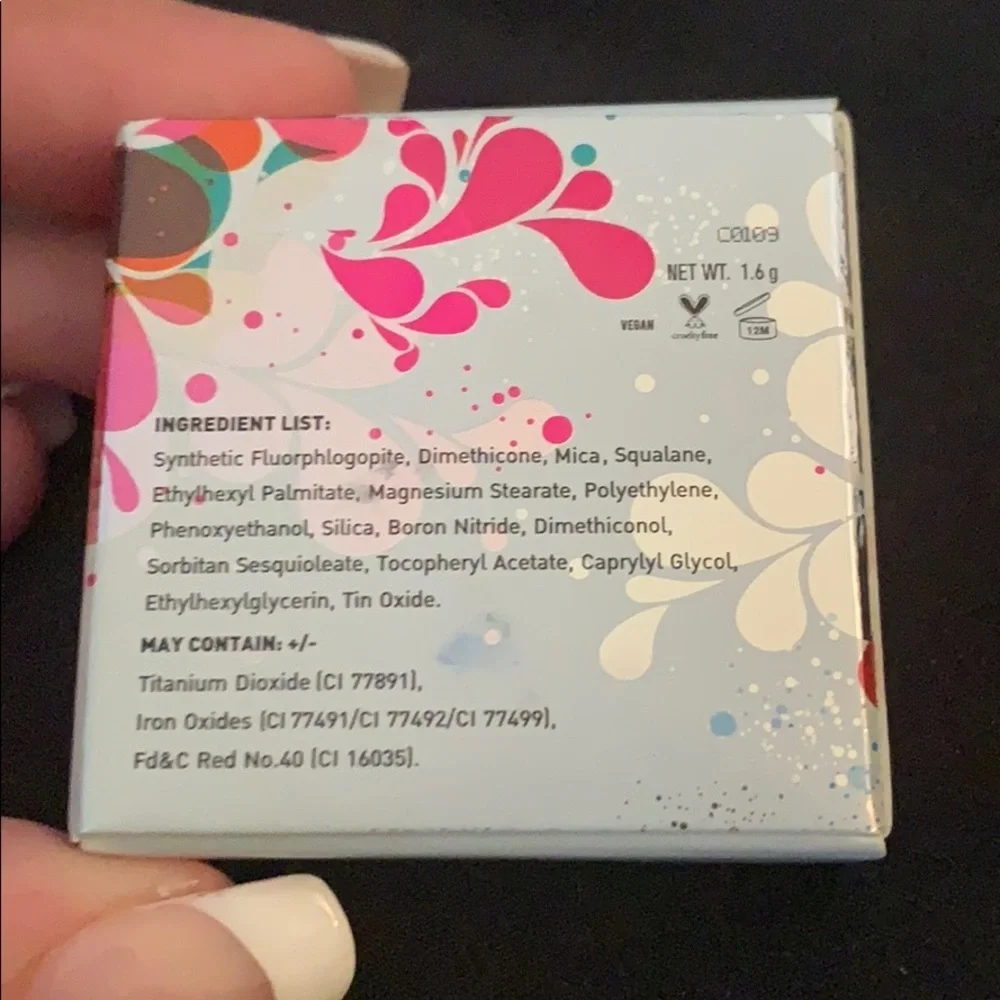 C0109
NET WT. 1.6 g
VEGAN
cruelty free
12M
INGREDIENT LIST:
Synthetic Fluorphlogopite, Dimethicone, Mica, Squalane,
Ethylhexyl Palmitate, Magnesium Stearate, Polyethylene,
Phenoxyethanol, Silica, Boron Nitride, Dimethiconol,
Sorbitan Sesquioleate, Tocopheryl Acetate, Caprylyl Glycol,
Ethylhexylglycerin, Tin Oxide.
MAY CONTAIN: +/-
Titanium Dioxide (CI 77891),
Iron Oxides (CI 77491/CI 77492/CI 77499),
Fd&C Red No.40 (CI 16035).